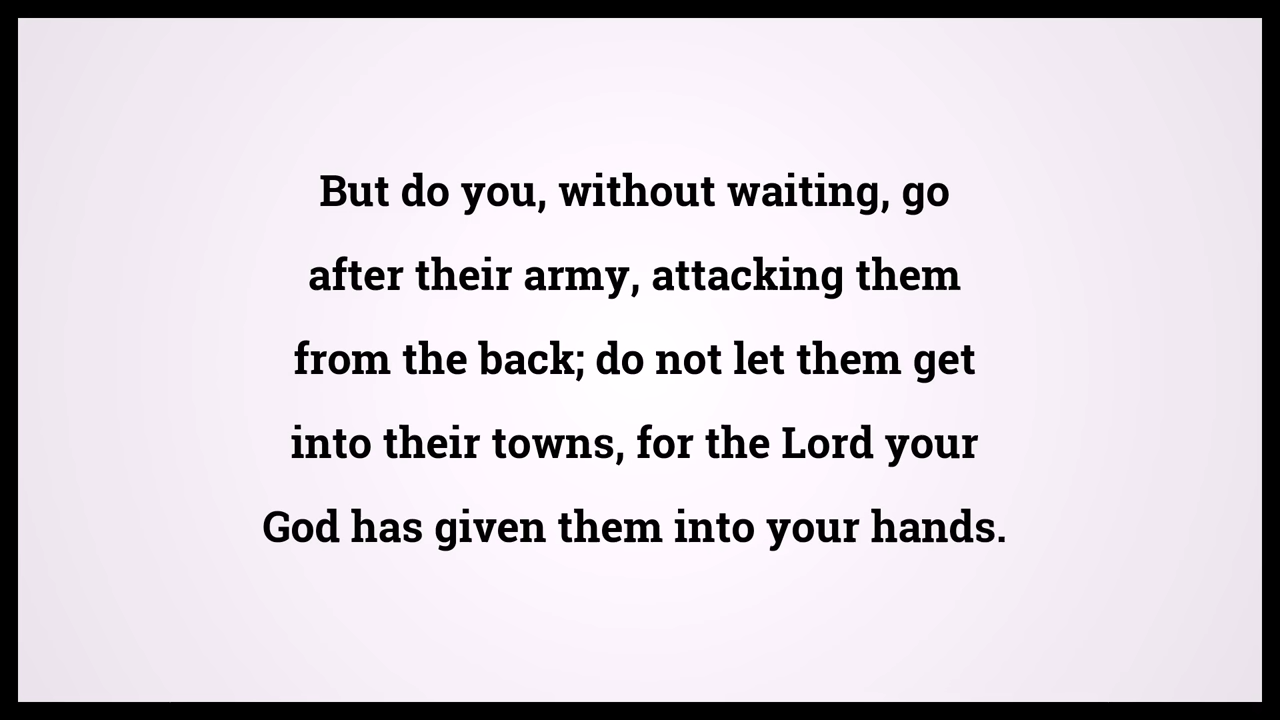 But do you, without waiting, go
after their army, attacking them
from the back; do not let them get
into their towns, for the Lord your
God has given them into your hands.